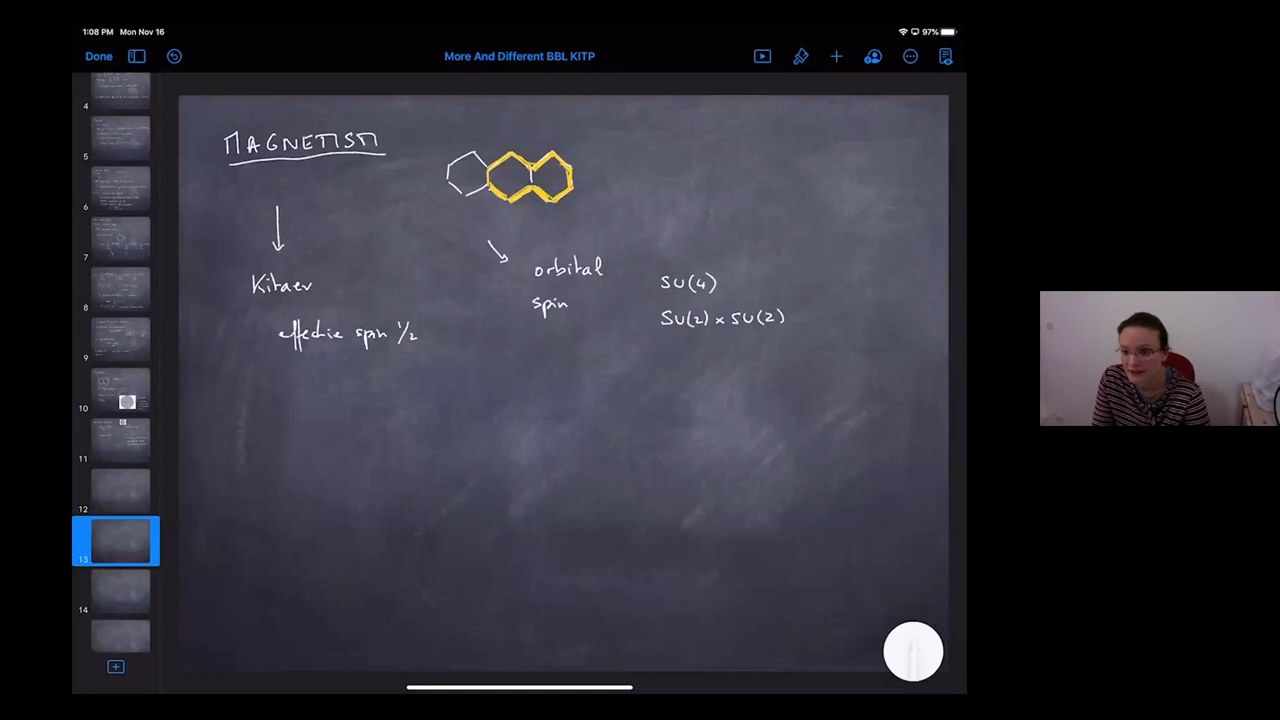 1:08 PM Mon Nov 16
97%
Done
More And Different BBL KITP
4
5
6
7
8
9
10
11
12
13
14
MAGNETISM
Kitaev
effective spin 1/2
orbital
spin
SU(4)
SU(2) x SU(2)